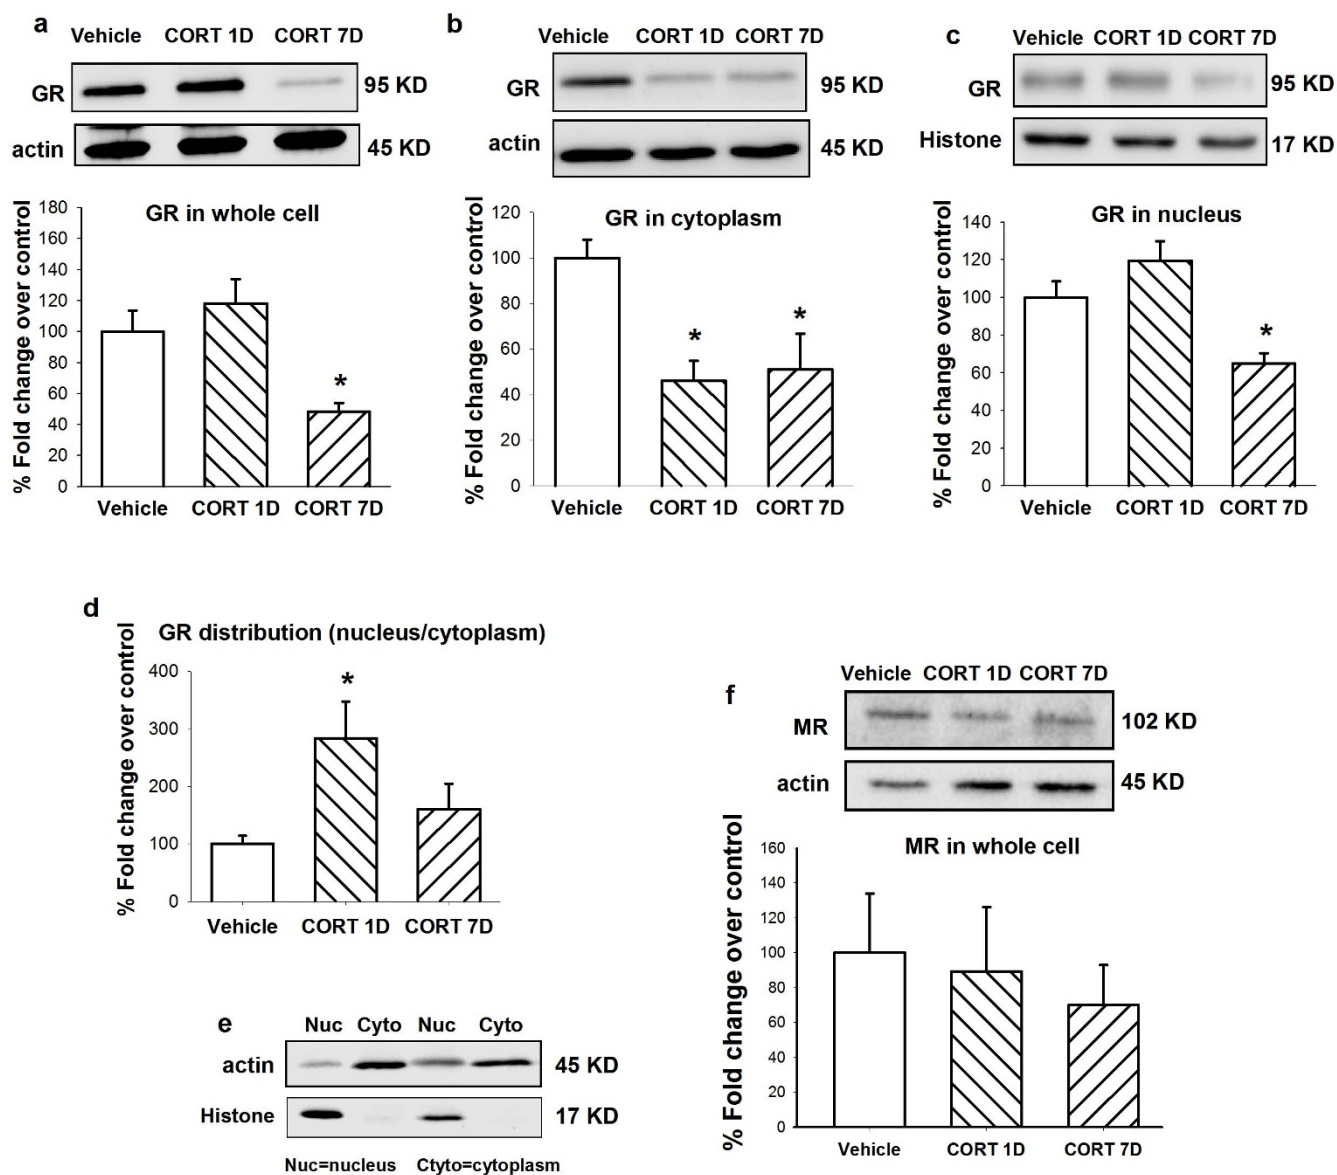 a
Vehicle CORT 1D CORT 7D
GR 95 KD
actin 45 KD
GR in whole cell
% Fold change over control
180
160
140
120
100
80
60
40
20
0
*
Vehicle CORT 1D CORT 7D
b
Vehicle CORT 1D CORT 7D
GR 95 KD
actin 45 KD
GR in cytoplasm
% Fold change over control
120
100
80
60
40
20
0
* *
Vehicle CORT 1D CORT 7D
c
Vehicle CORT 1D CORT 7D
GR 95 KD
Histone 17 KD
GR in nucleus
% Fold change over control
140
120
100
80
60
40
20
0
*
Vehicle CORT 1D CORT 7D
d
GR distribution (nucleus/cytoplasm)
% Fold change over control
400
300
200
100
0
*
Vehicle CORT 1D CORT 7D
e
Nuc Cyto Nuc Cyto
actin 45 KD
Histone 17 KD
Nuc=nucleus Ctyto=cytoplasm
f
Vehicle CORT 1D CORT 7D
MR 102 KD
actin 45 KD
MR in whole cell
% Fold change over control
160
140
120
100
80
60
40
20
0
Vehicle CORT 1D CORT 7D